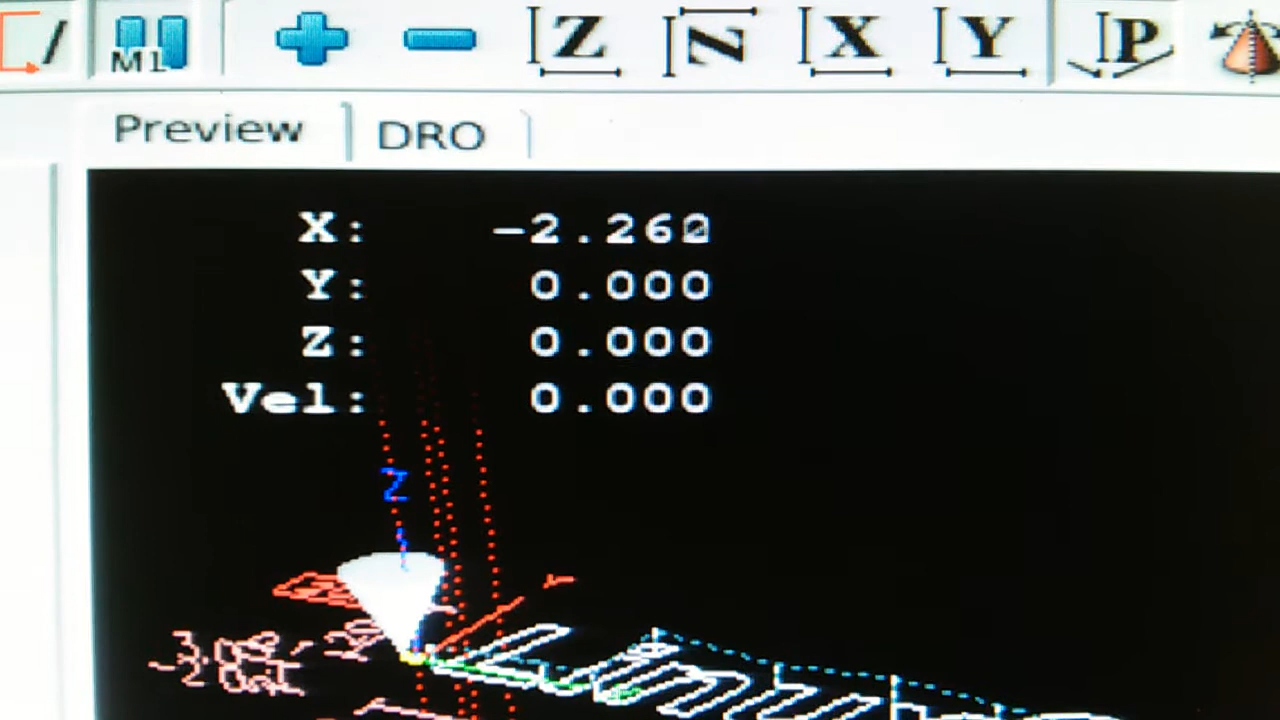 M1 Z N X Y P
Preview DRO
X: -2.260
Y: 0.000
Z: 0.000
Vel: 0.000
Z
Y